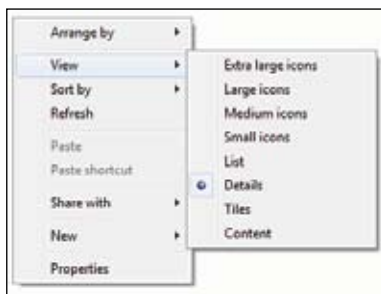 Arrange by
View
Sort by
Refresh
Paste
Paste shortcut
Share with
New
Properties
Extra large icons
Large icons
Medium icons
Small icons
List
Details
Tiles
Content